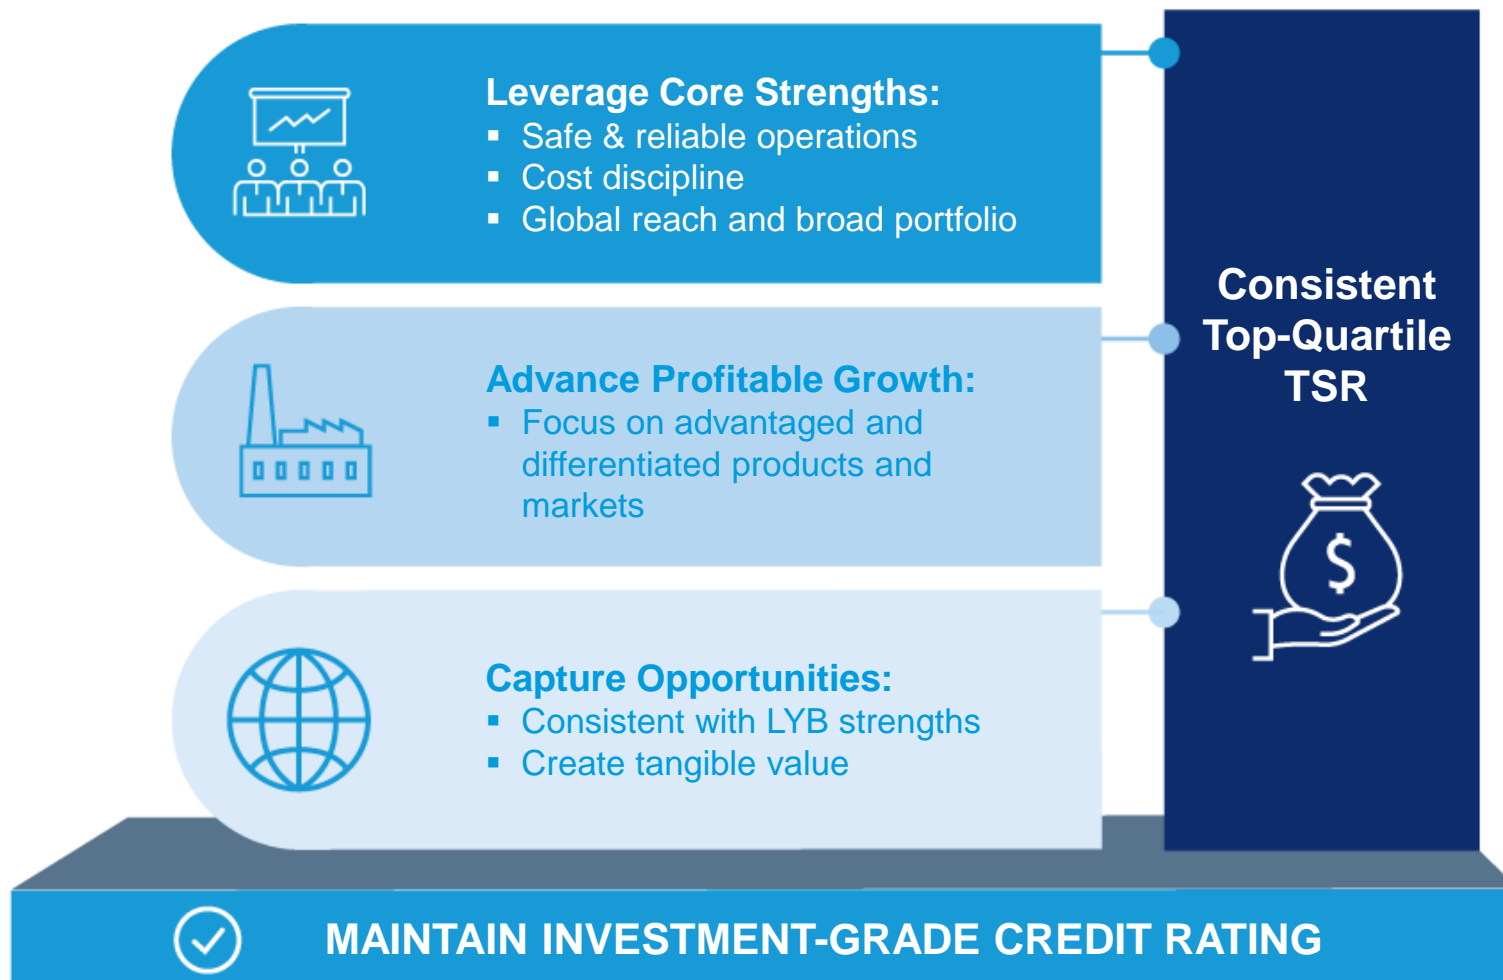 Leverage Core Strengths:
▪ Safe & reliable operations
▪ Cost discipline
▪ Global reach and broad portfolio
Advance Profitable Growth:
▪ Focus on advantaged and
differentiated products and
markets
Capture Opportunities:
▪ Consistent with LYB strengths
▪ Create tangible value
Consistent
Top-Quartile
TSR
$
MAINTAIN INVESTMENT-GRADE CREDIT RATING